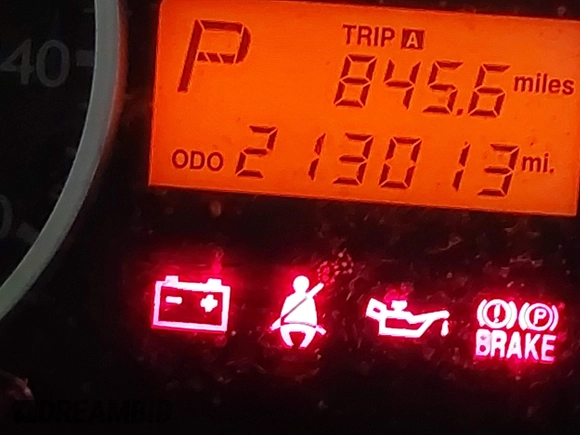 40
P
TRIP A
845.6 miles
ODO 213013 mi.
! P
BRAKE